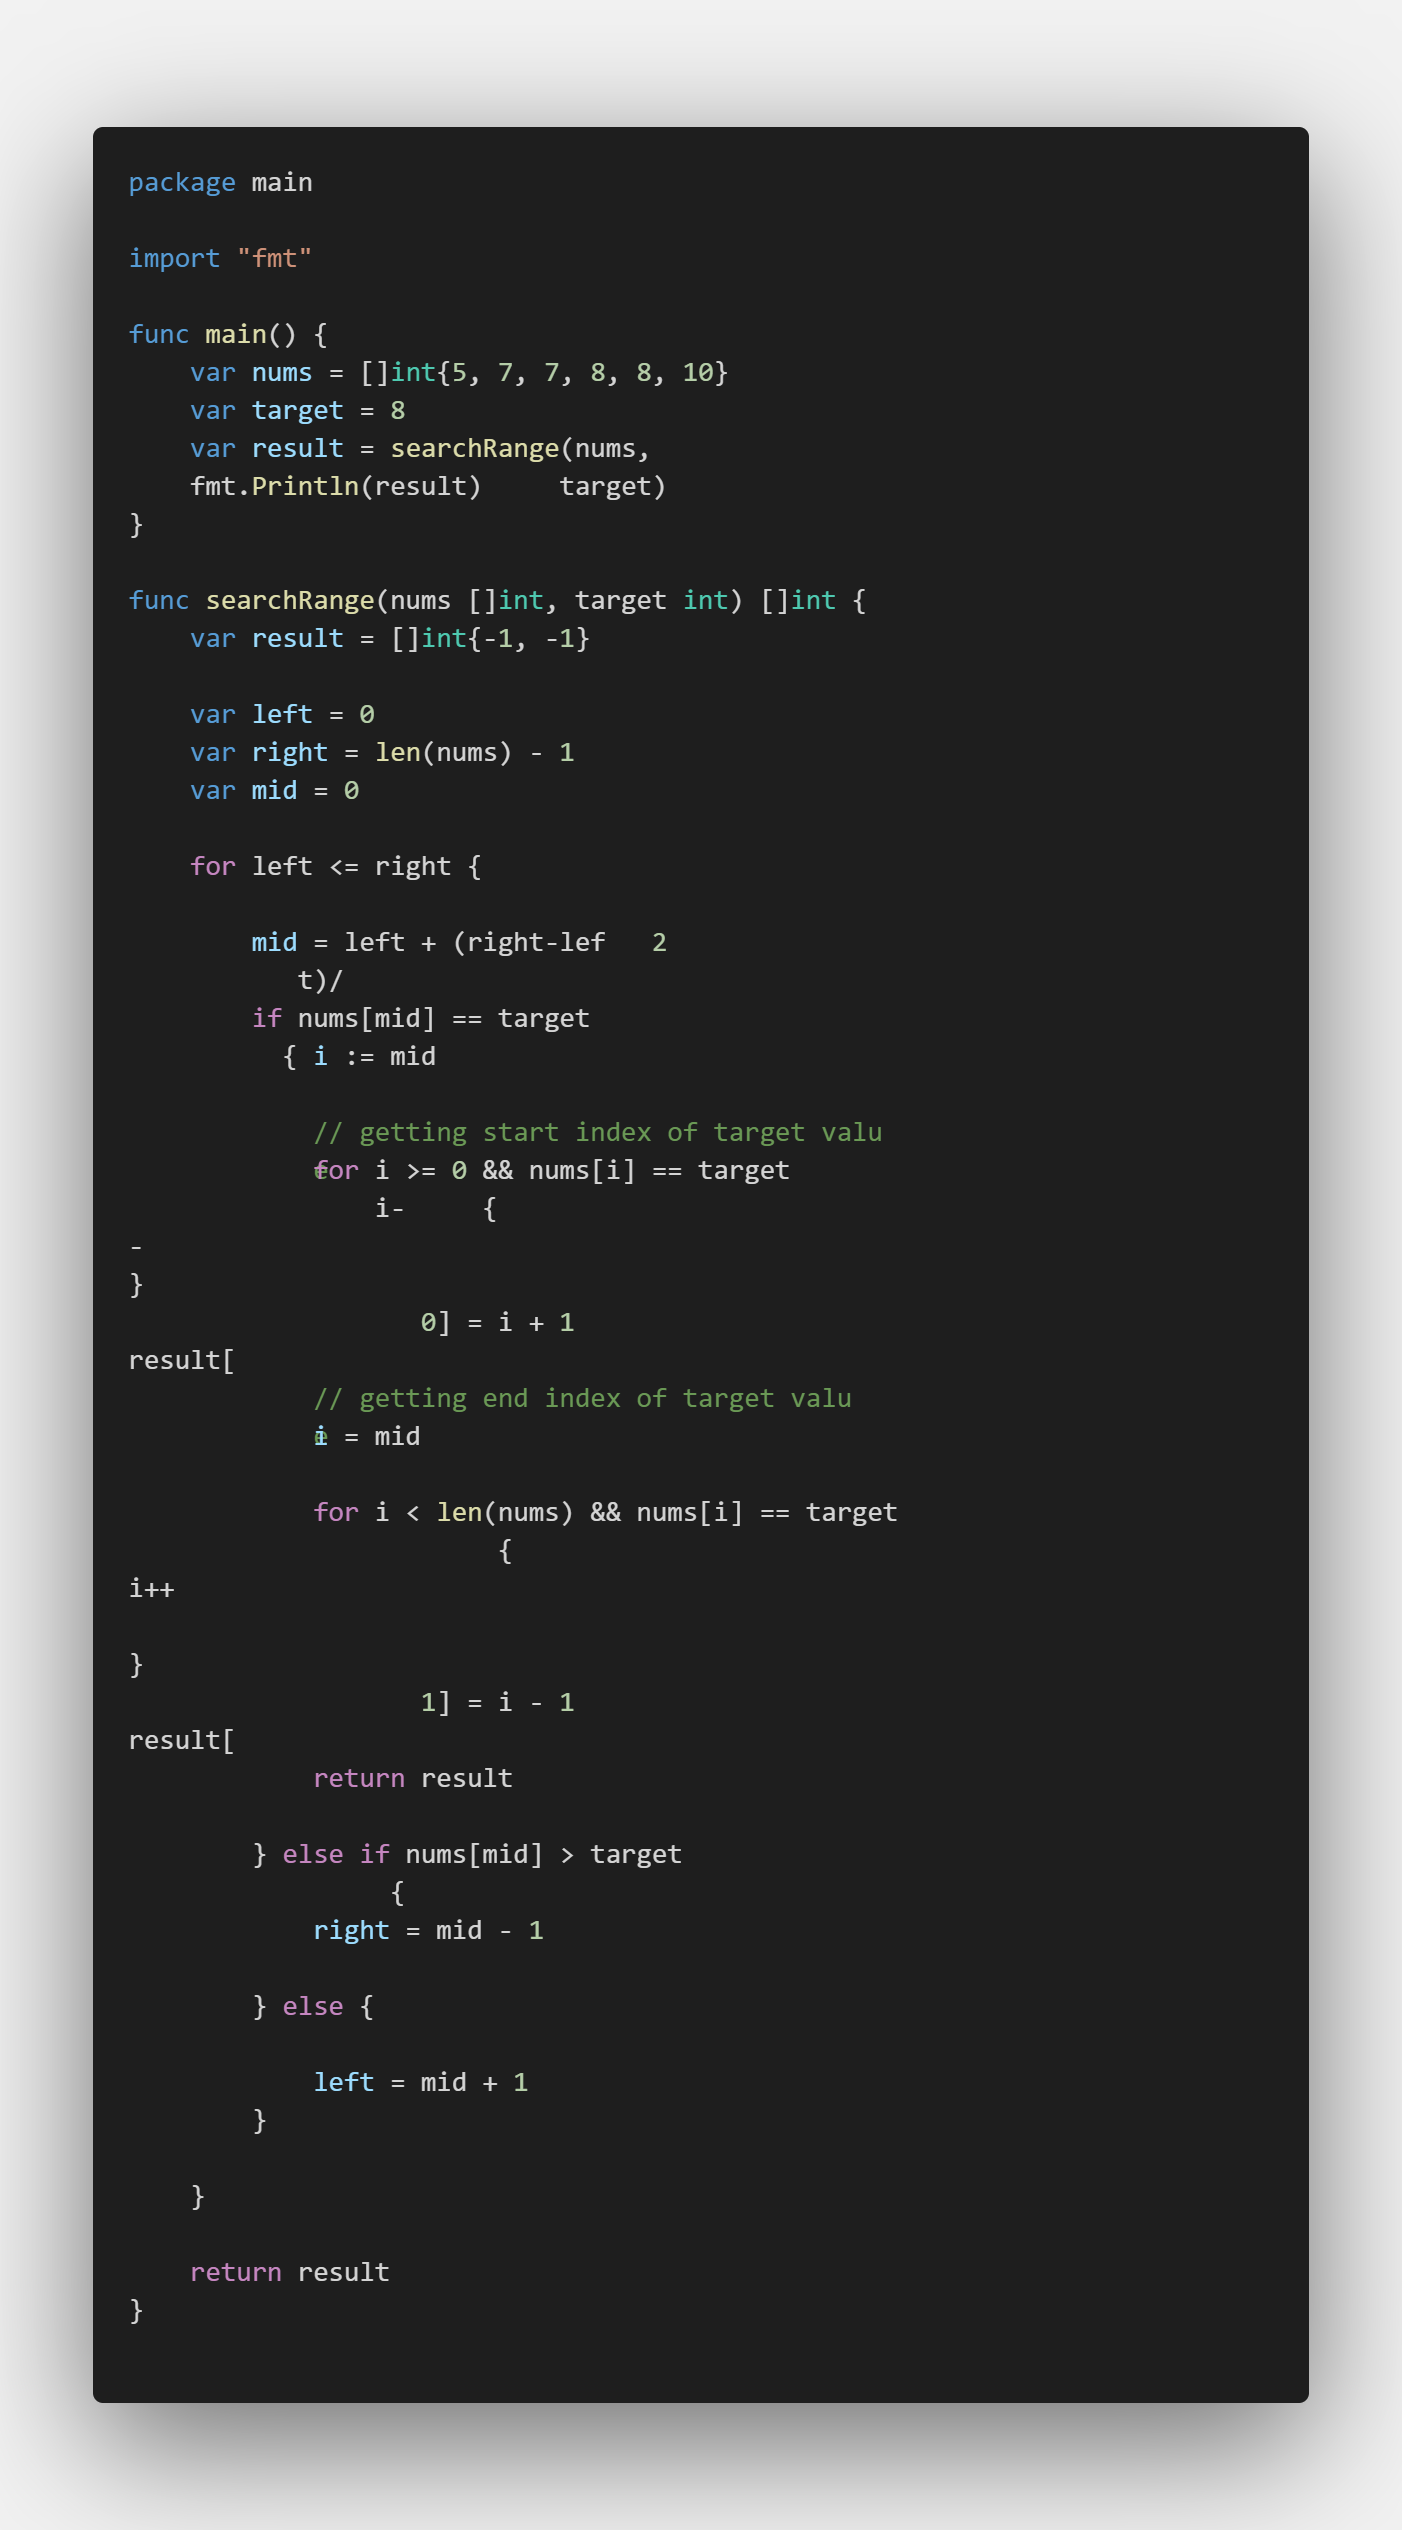 package main
import "fmt"
func main() {
var nums = []int{5, 7, 7, 8, 8, 10}
var target = 8
var result = searchRange(nums,
fmt.Println(result) target)
}
func searchRange(nums []int, target int) []int {
var result = []int{-1, -1}
var left = 0
var right = len(nums) - 1
var mid = 0
for left <= right {
mid = left + (right-lef 2
t)/
if nums[mid] == target
{ i := mid
// getting start index of target valu
e
for i >= 0 && nums[i] == target
i- {
-
}
0] = i + 1
result[
// getting end index of target valu
e
i = mid
for i < len(nums) && nums[i] == target
{
i++
}
1] = i - 1
result[
return result
} else if nums[mid] > target
{
right = mid - 1
} else {
left = mid + 1
}
}
return result
}